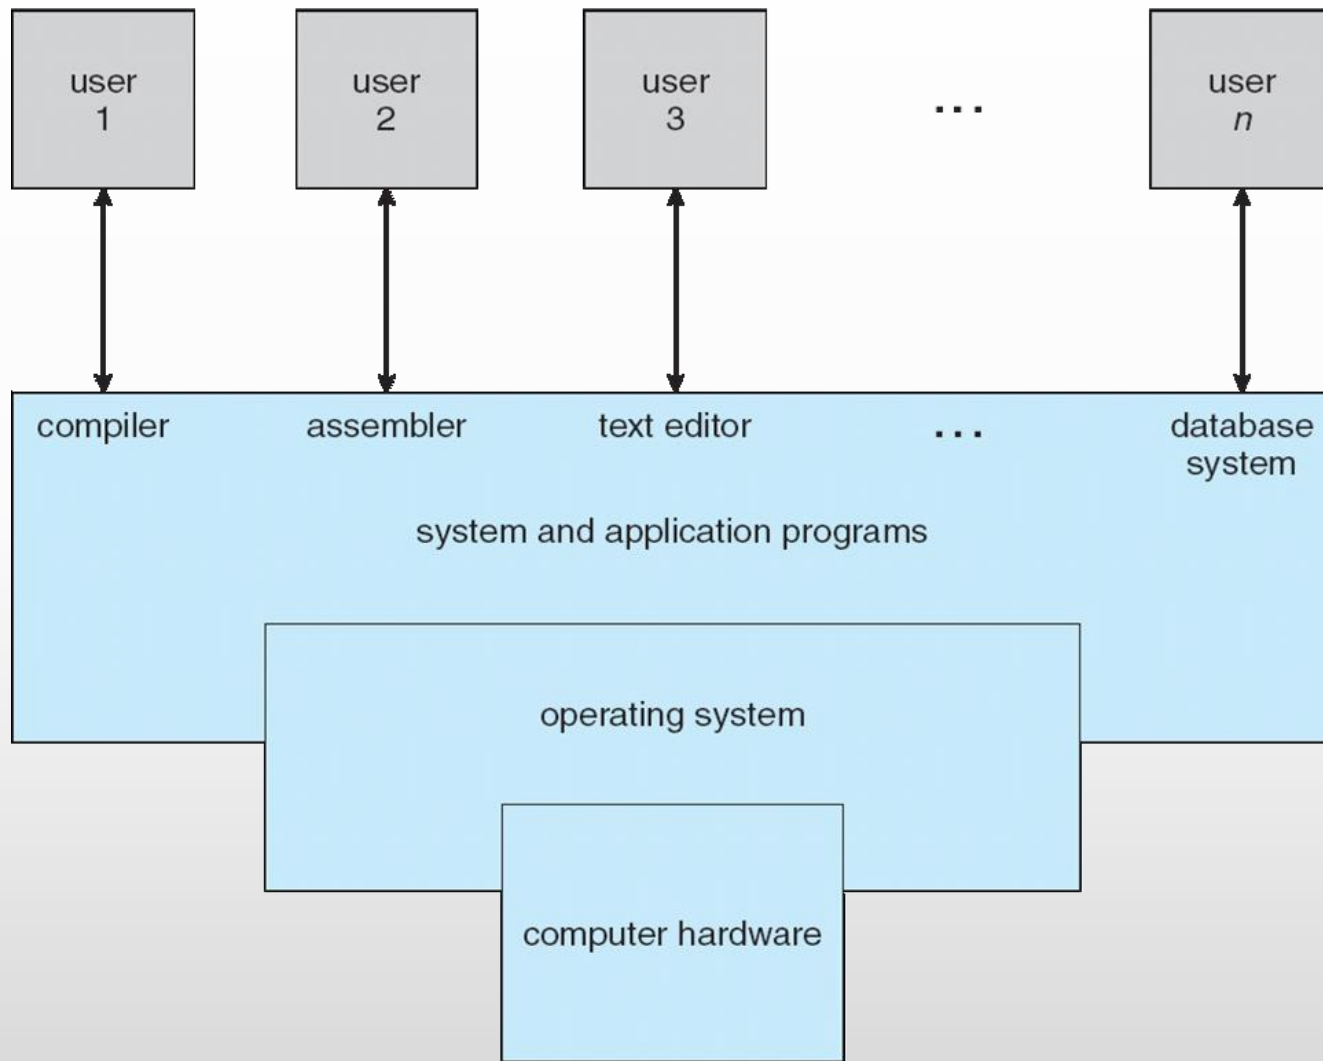 user
1
user
2
user
3
...
user
n
compiler
assembler
text editor
...
database
system
system and application programs
operating system
computer hardware